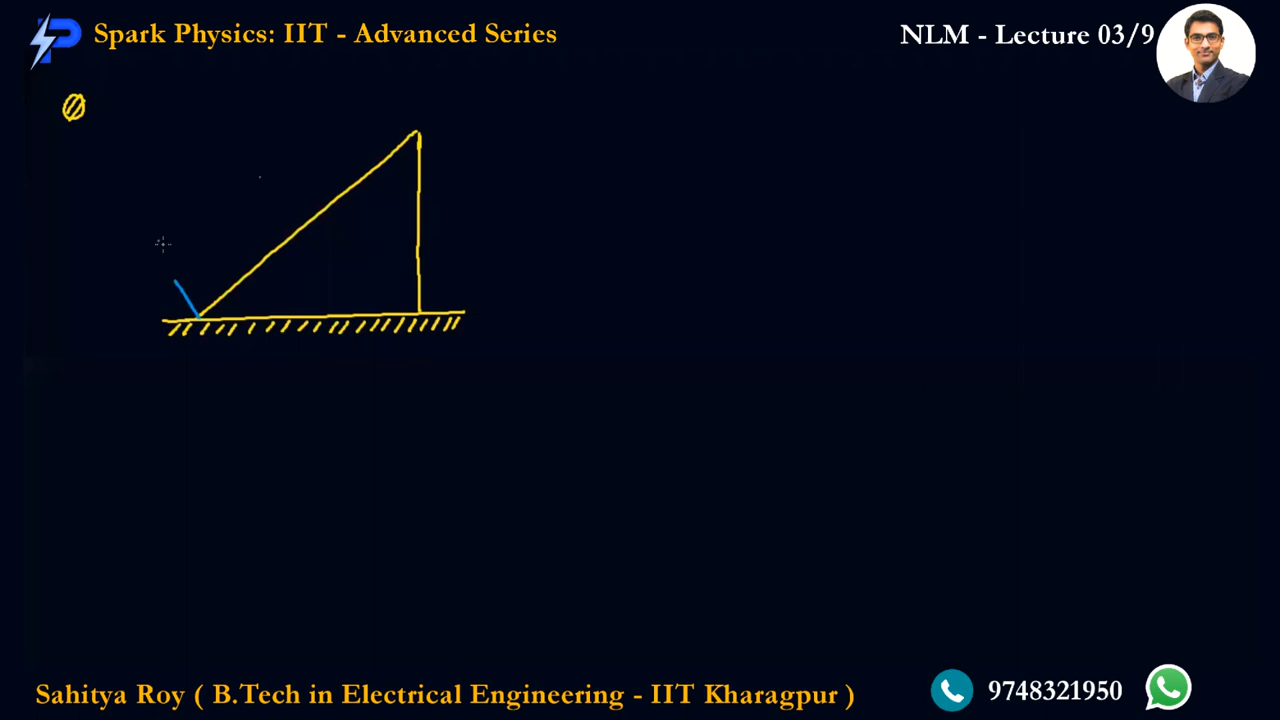 Spark Physics: IIT - Advanced Series
NLM - Lecture 03/9
Sahitya Roy ( B.Tech in Electrical Engineering - IIT Kharagpur )
9748321950